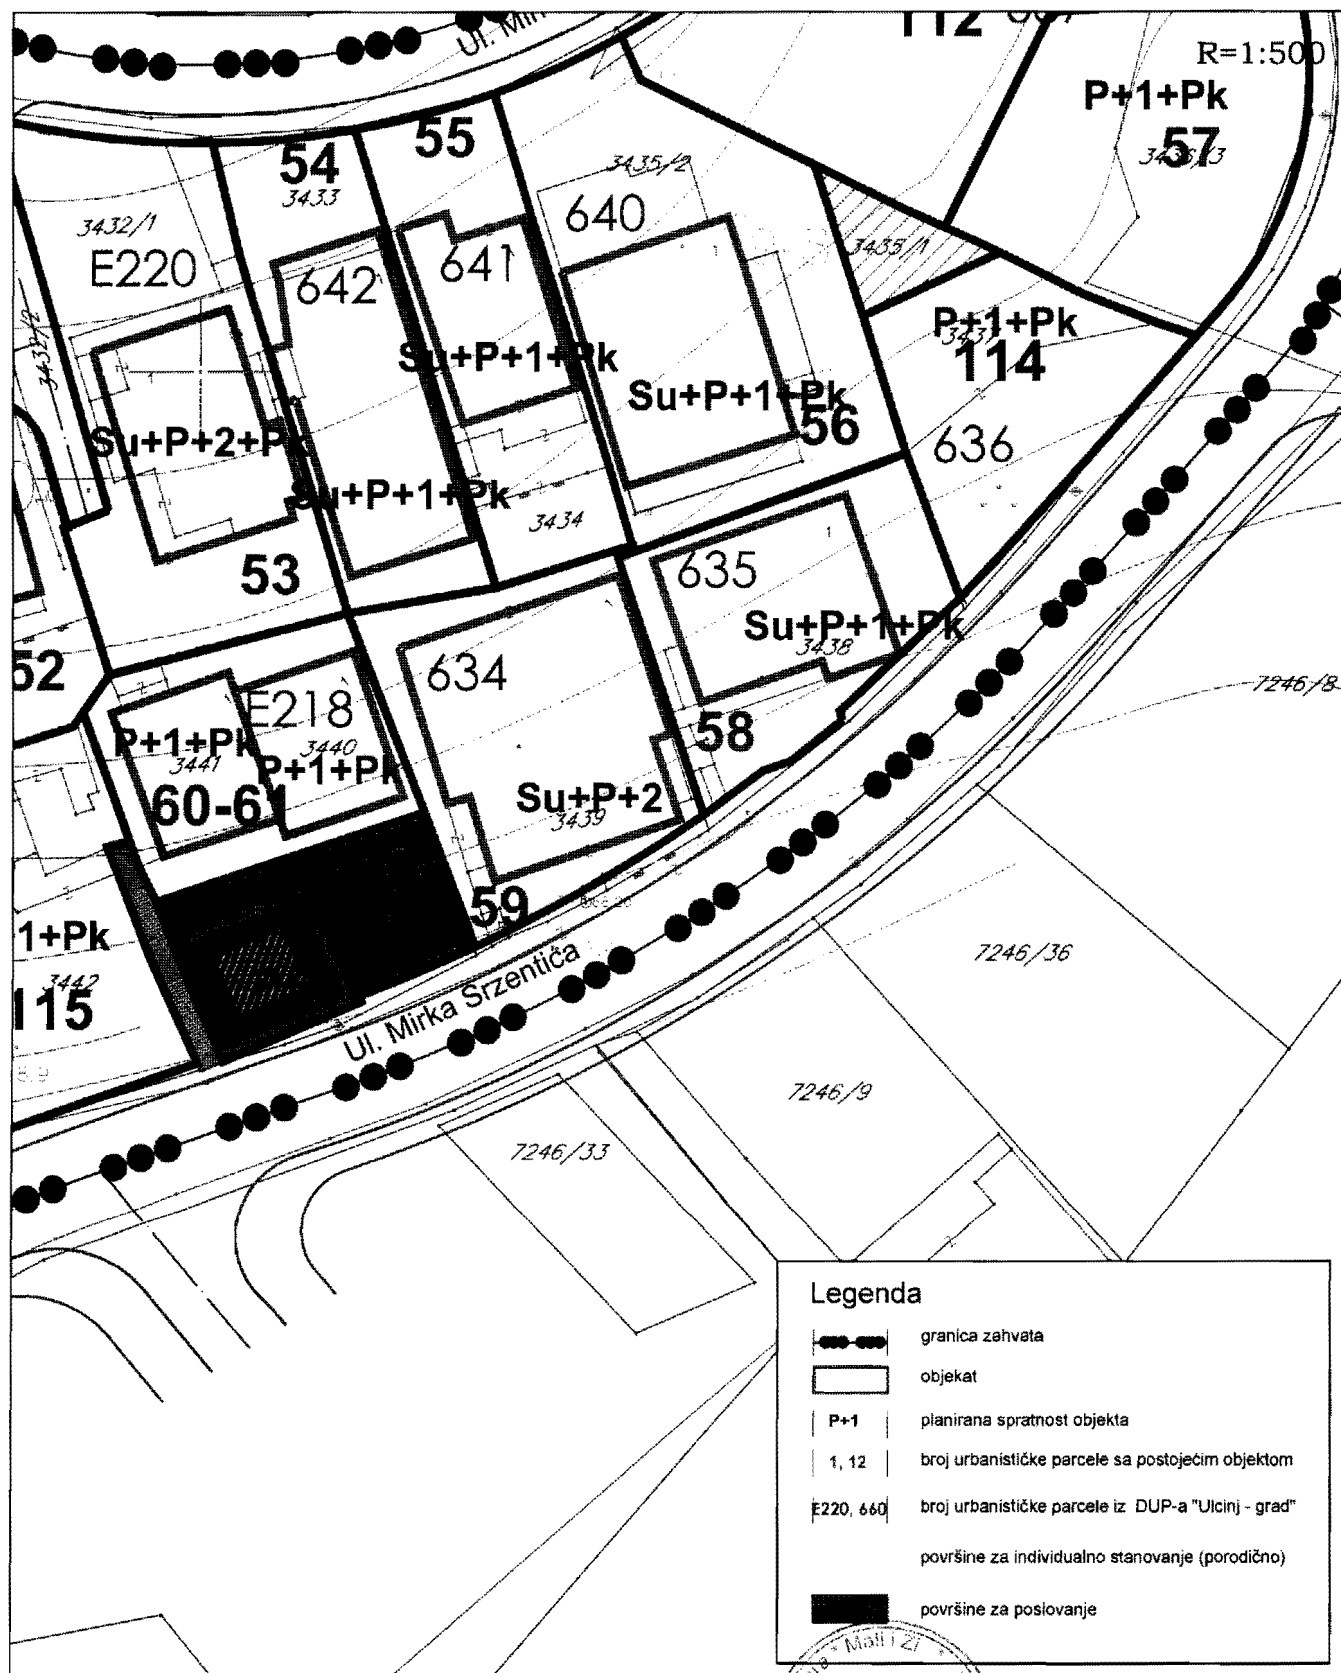 112
R=1:500
P+1+Pk
57
55
54
3433
3435/2
3432/1
E220
640
641
642
3435/1
3432/2
P+1+Pk
3437
114
Su+P+1+Pk
Su+P+1+Pk
56
636
Su+P+2+Pk
Su+P+1+Pk
3434
53
635
Su+P+1+Pk
3438
52
634
7246/8
E218
58
P+1+Pk
3441
3440
P+1+Pk
60-61
Su+P+2
3439
59
1+Pk
3442
115
Ul. Mirka Srzentića
7246/36
7246/9
7246/33
Legenda
granica zahvata
objekat
P+1 planirana spratnost objekta
1, 12 broj urbanističke parcele sa postojećim objektom
E220, 660 broj urbanističke parcele iz DUP-a "Ulcinj - grad"
površine za individualno stanovanje (porodično)
površine za poslovanje